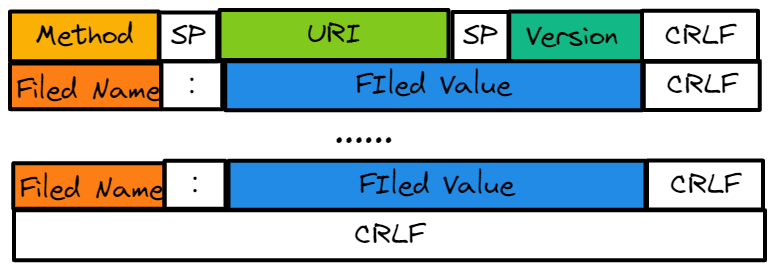 Method SP URI SP Version CRLF
Filed Name : FIled Value CRLF
......
Filed Name : FIled Value CRLF
CRLF